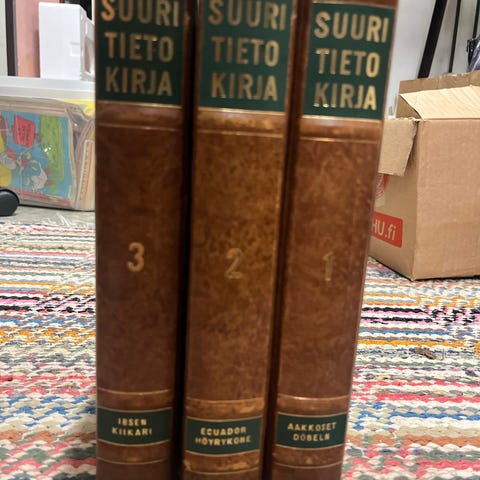 SUURI
TIETO
KIRJA
3
IBSEN
KIIKARI
SUURI
TIETO
KIRJA
2
ECUADOR
HÖYRYKONE
SUURI
TIETO
KIRJA
1
AAKKOSET
DÖBELN
HU.fi